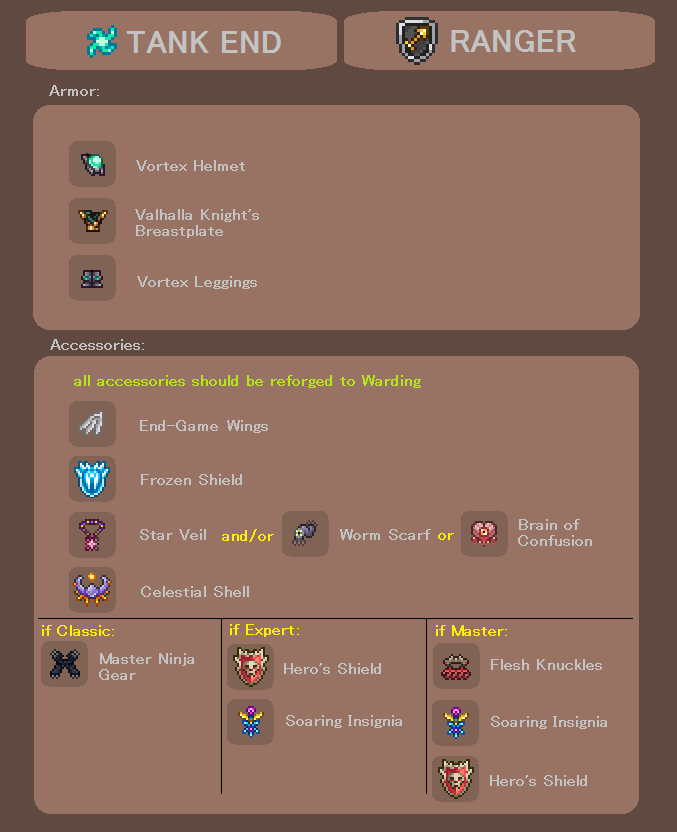 TANK END
RANGER
Armor:
Vortex Helmet
Valhalla Knight's
Breastplate
Vortex Leggings
Accessories:
all accessories should be reforged to Warding
End-Game Wings
Frozen Shield
Star Veil and/or Worm Scarf or Brain of
Confusion
Celestial Shell
if Classic:
Master Ninja
Gear
if Expert:
Hero's Shield
Soaring Insignia
if Master:
Flesh Knuckles
Soaring Insignia
Hero's Shield